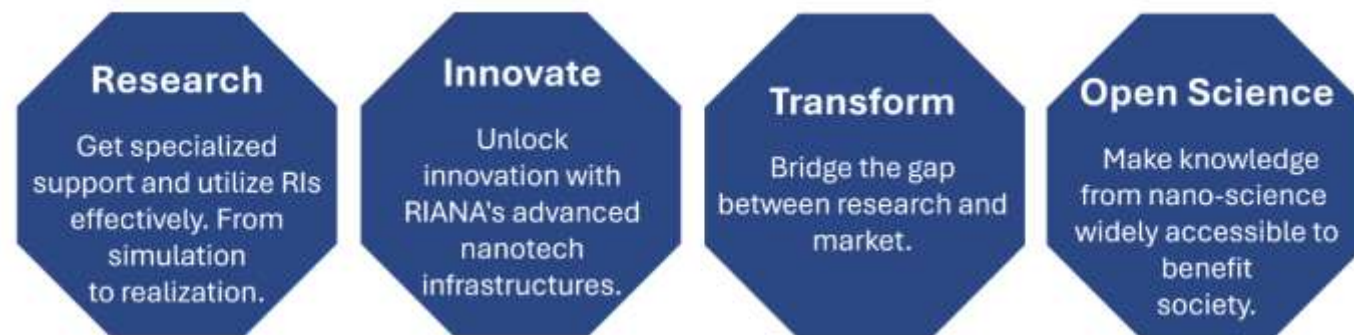 Research
Get specialized
support and utilize RIs
effectively. From
simulation
to realization.
Innovate
Unlock
innovation with
RIANA's advanced
nanotech
infrastructures.
Transform
Bridge the gap
between research and
market.
Open Science
Make knowledge
from nano-science
widely accessible to
benefit
society.